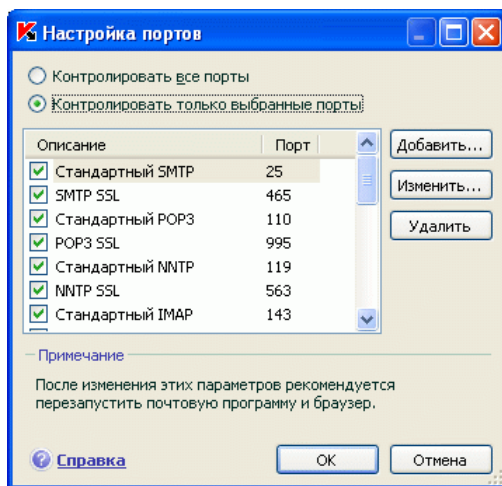 Настройка портов
Контролировать все порты
Контролировать только выбранные порты
Описание Порт
Стандартный SMTP 25
SMTP SSL 465
Стандартный POP3 110
POP3 SSL 995
Стандартный NNTP 119
NNTP SSL 563
Стандартный IMAP 143
Добавить...
Изменить...
Удалить
Примечание
После изменения этих параметров рекомендуется
перезапустить почтовую программу и браузер.
Справка
ОК
Отмена